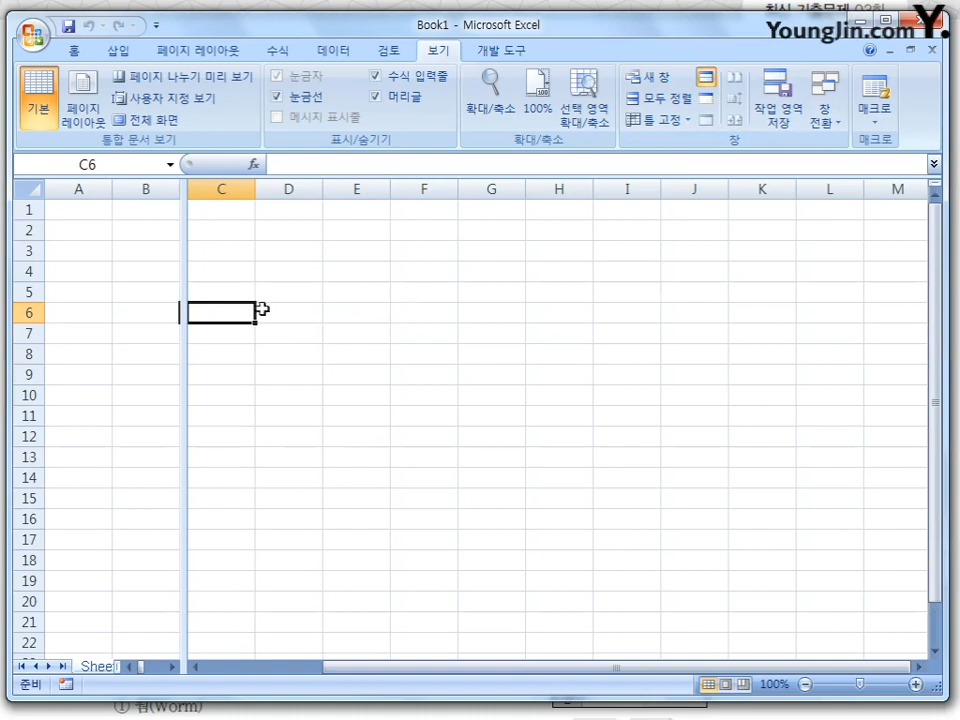 Book1 - Microsoft Excel
YoungJin.com Y.
홈 삽입 페이지 레이아웃 수식 데이터 검토 보기 개발 도구
기본
페이지 레이아웃
페이지 나누기 미리 보기
사용자 지정 보기
전체 화면
통합 문서 보기
눈금자
눈금선
메시지 표시줄
수식 입력줄
머리글
표시/숨기기
확대/축소
100%
선택 영역 확대/축소
확대/축소
새 창
모두 정렬
틀 고정
작업 영역 저장
창 전환
창
매크로
매크로
C6 fx
A B C D E F G H I J K L M
1
2
3
4
5
6
7
8
9
10
11
12
13
14
15
16
17
18
19
20
21
22
Sheet
준비 100%
① 웜(Worm)